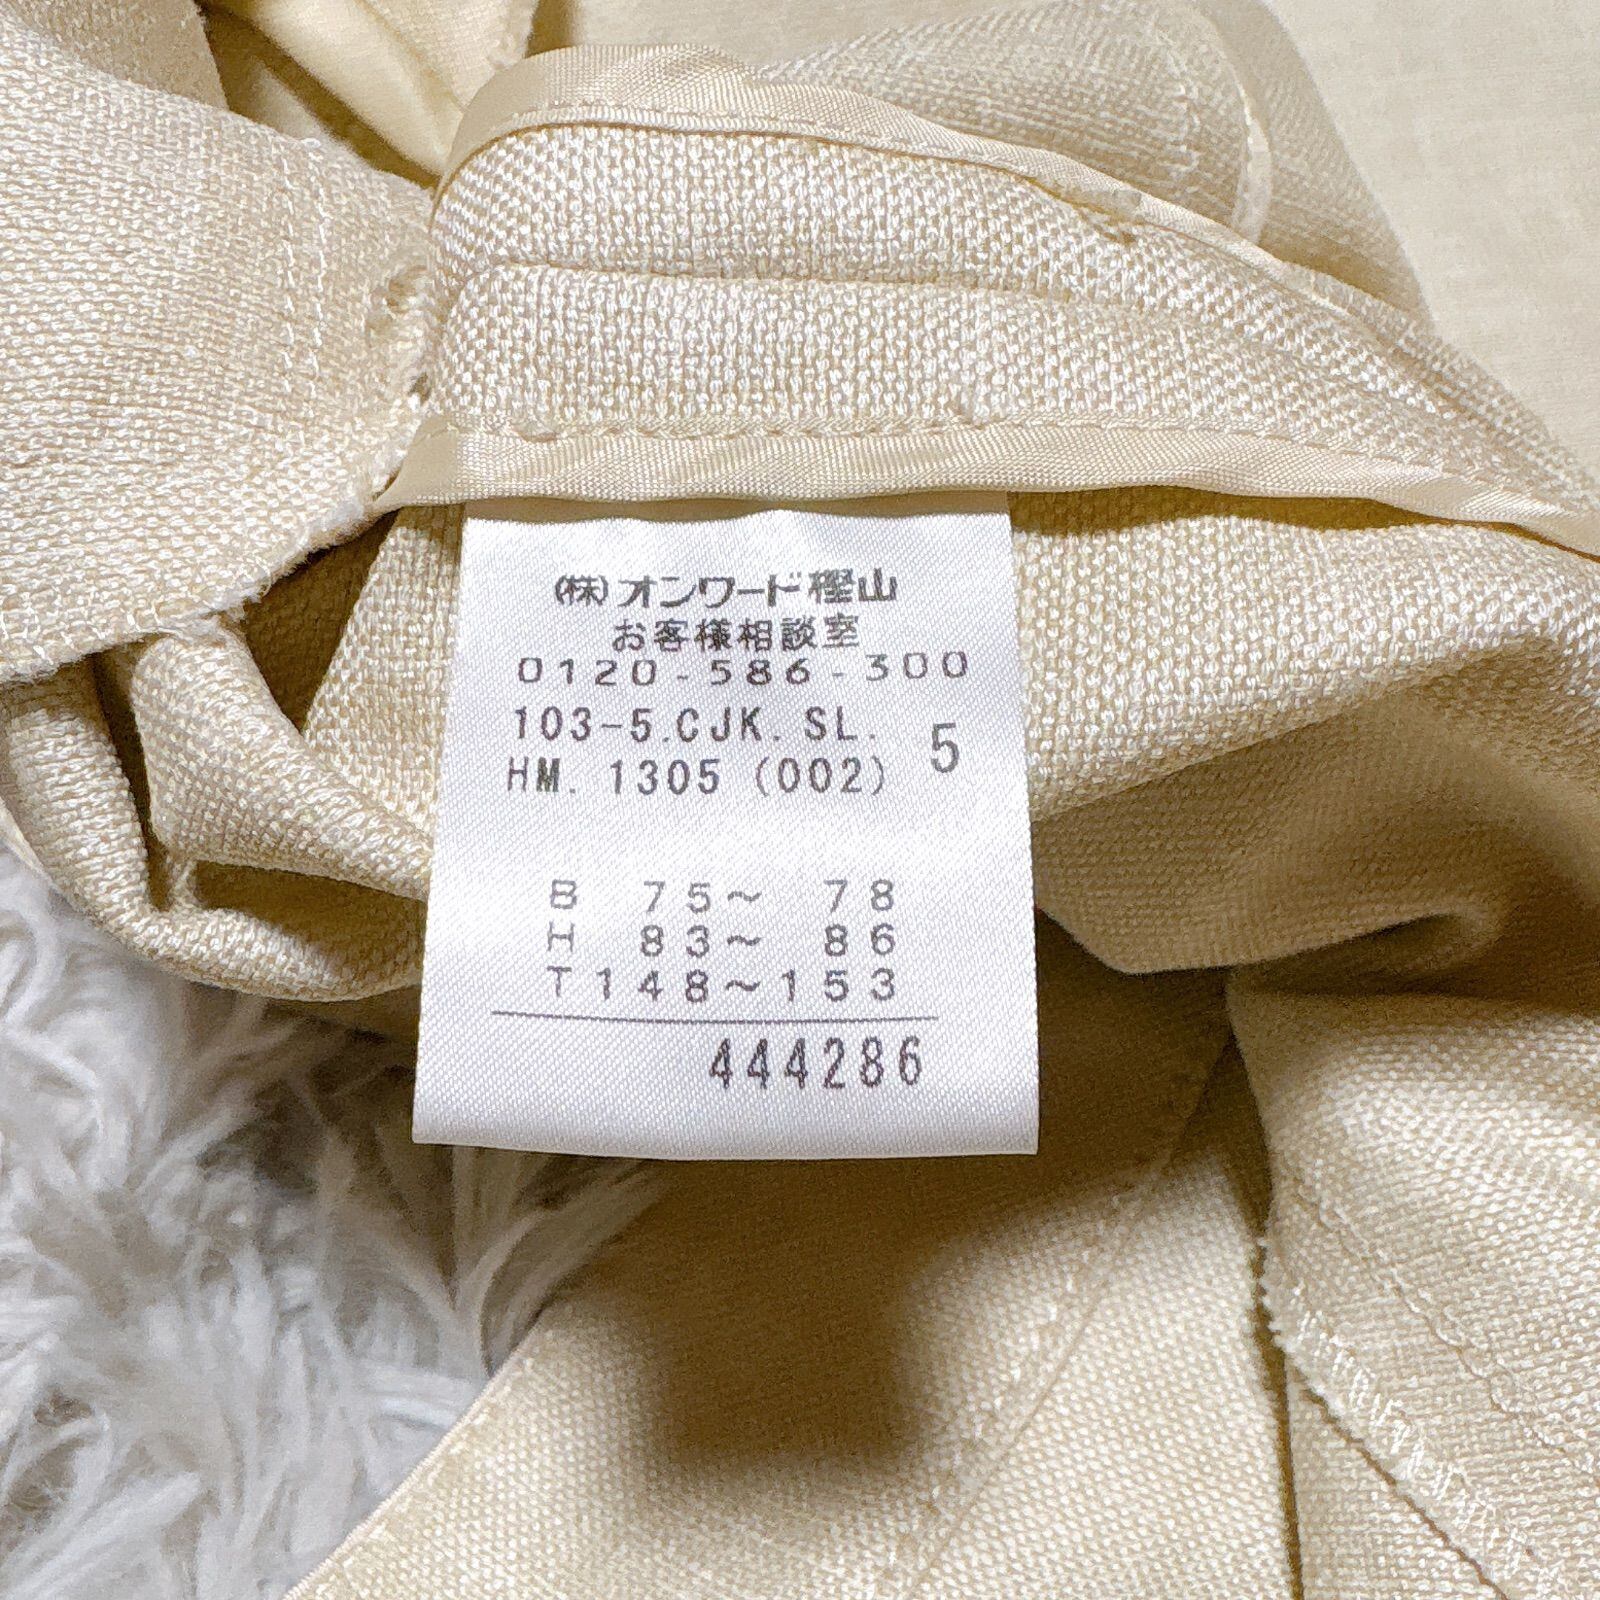 (株)オンワード樫山
お客様相談室
0120-586-300
103-5.CJK.SL.
HM.1305(002) 5
B 75～ 78
H 83～ 86
T148～153
444286